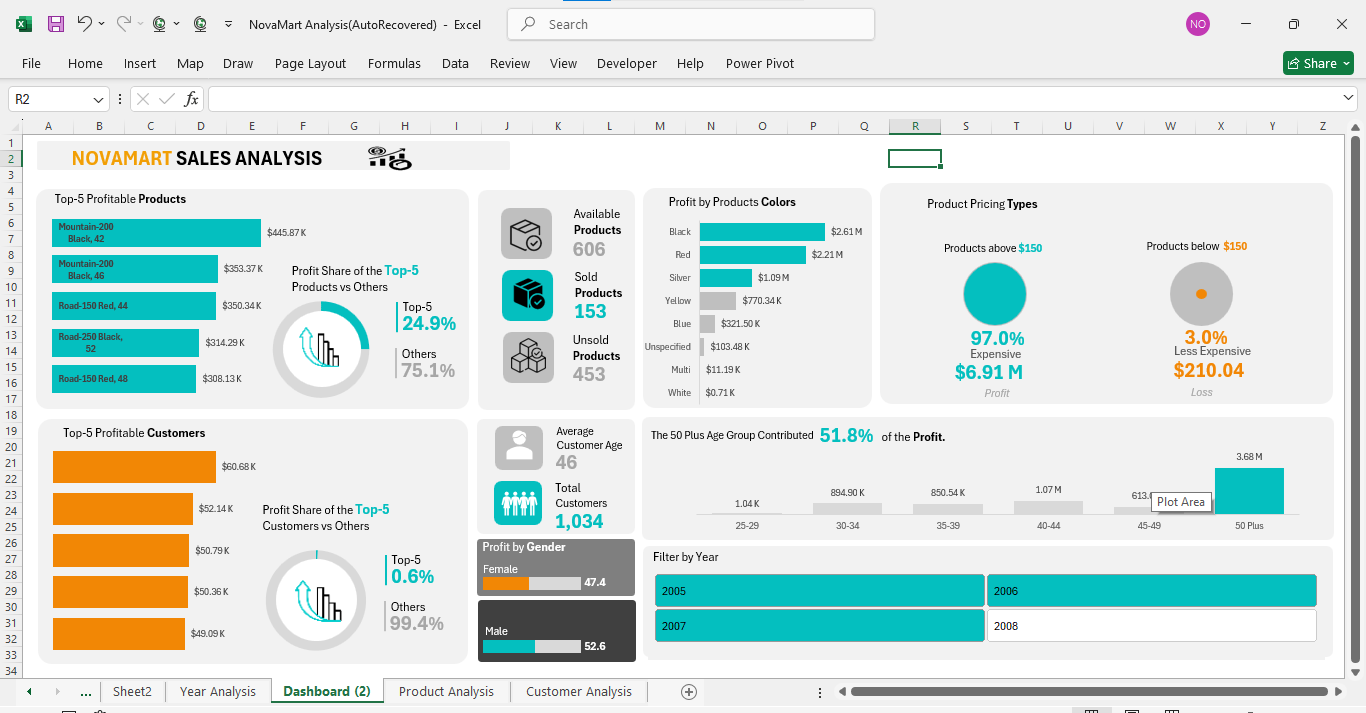 NovaMart Analysis(AutoRecovered) - Excel
Search
NO
File Home Insert Map Draw Page Layout Formulas Data Review View Developer Help Power Pivot
Share
R2
fx
A B C D E F G H I J K L M N O P Q R S T U V W X Y Z
1
2
3
4
5
6
7
8
9
10
11
12
13
14
15
16
17
18
19
20
21
22
23
24
25
26
27
28
29
30
31
32
33
34
NOVAMART SALES ANALYSIS
Top-5 Profitable Products
Mountain-200
Black, 42
$445.87 K
Mountain-200
Black, 46
$353.37 K
Road-150 Red, 44
$350.34 K
Road-250 Black,
52
$314.29 K
Road-150 Red, 48
$308.13 K
Profit Share of the Top-5
Products vs Others
Top-5
24.9%
Others
75.1%
Available
Products
606
Sold
Products
153
Unsold
Products
453
Profit by Products Colors
Black $2.61 M
Red $2.21 M
Silver $1.09 M
Yellow $770.34 K
Blue $321.50 K
Unspecified $103.48 K
Multi $11.19 K
White $0.71 K
Product Pricing Types
Products above $150
97.0%
Expensive
$6.91 M
Profit
Products below $150
3.0%
Less Expensive
$210.04
Loss
Top-5 Profitable Customers
$60.68 K
$52.14 K
$50.79 K
$50.36 K
$49.09 K
Profit Share of the Top-5
Customers vs Others
Top-5
0.6%
Others
99.4%
Average
Customer Age
46
Total
Customers
1,034
Profit by Gender
Female
47.4
Male
52.6
The 50 Plus Age Group Contributed 51.8% of the Profit.
1.04 K 894.90 K 850.54 K 1.07 M 3.68 M
Plot Area
25-29 30-34 35-39 40-44 45-49 50 Plus
Filter by Year
2005 2006
2007 2008
... Sheet2 Year Analysis Dashboard (2) Product Analysis Customer Analysis